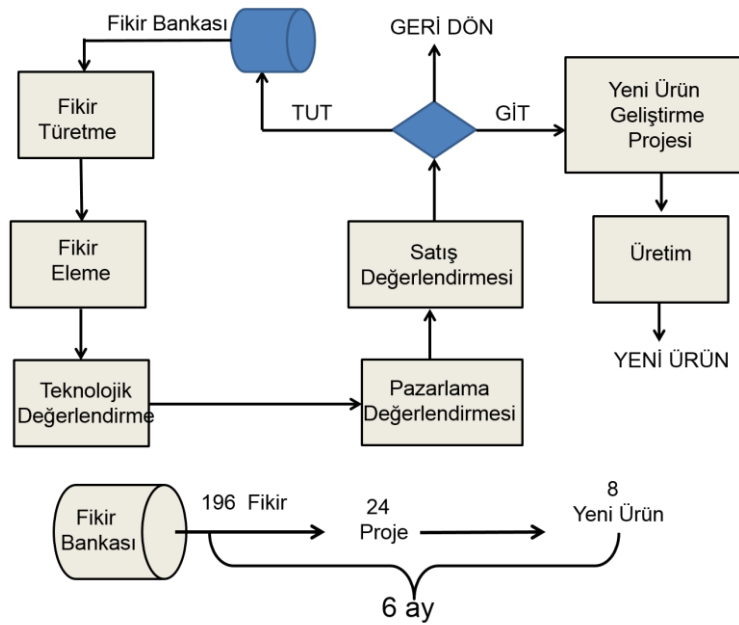 Fikir Bankası
GERİ DÖN
Fikir
Türetme
TUT
GİT
Yeni Ürün
Geliştirme
Projesi
Fikir
Eleme
Satış
Değerlendirmesi
Üretim
Teknolojik
Değerlendirme
Pazarlama
Değerlendirmesi
YENİ ÜRÜN
Fikir
Bankası
196 Fikir
24
Proje
8
Yeni Ürün
6 ay